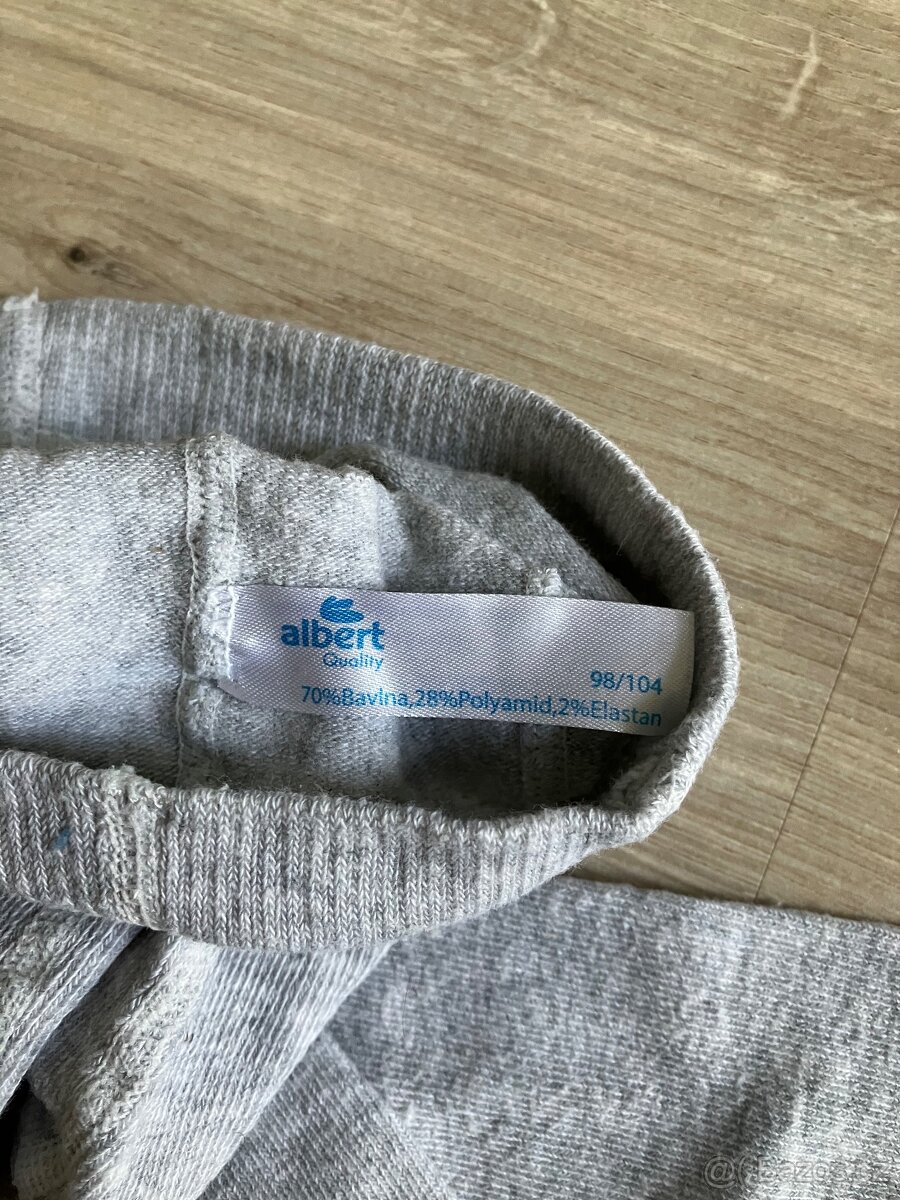 albert
Quality
98/104
70%Bavlna,28%Polyamid,2%Elastan